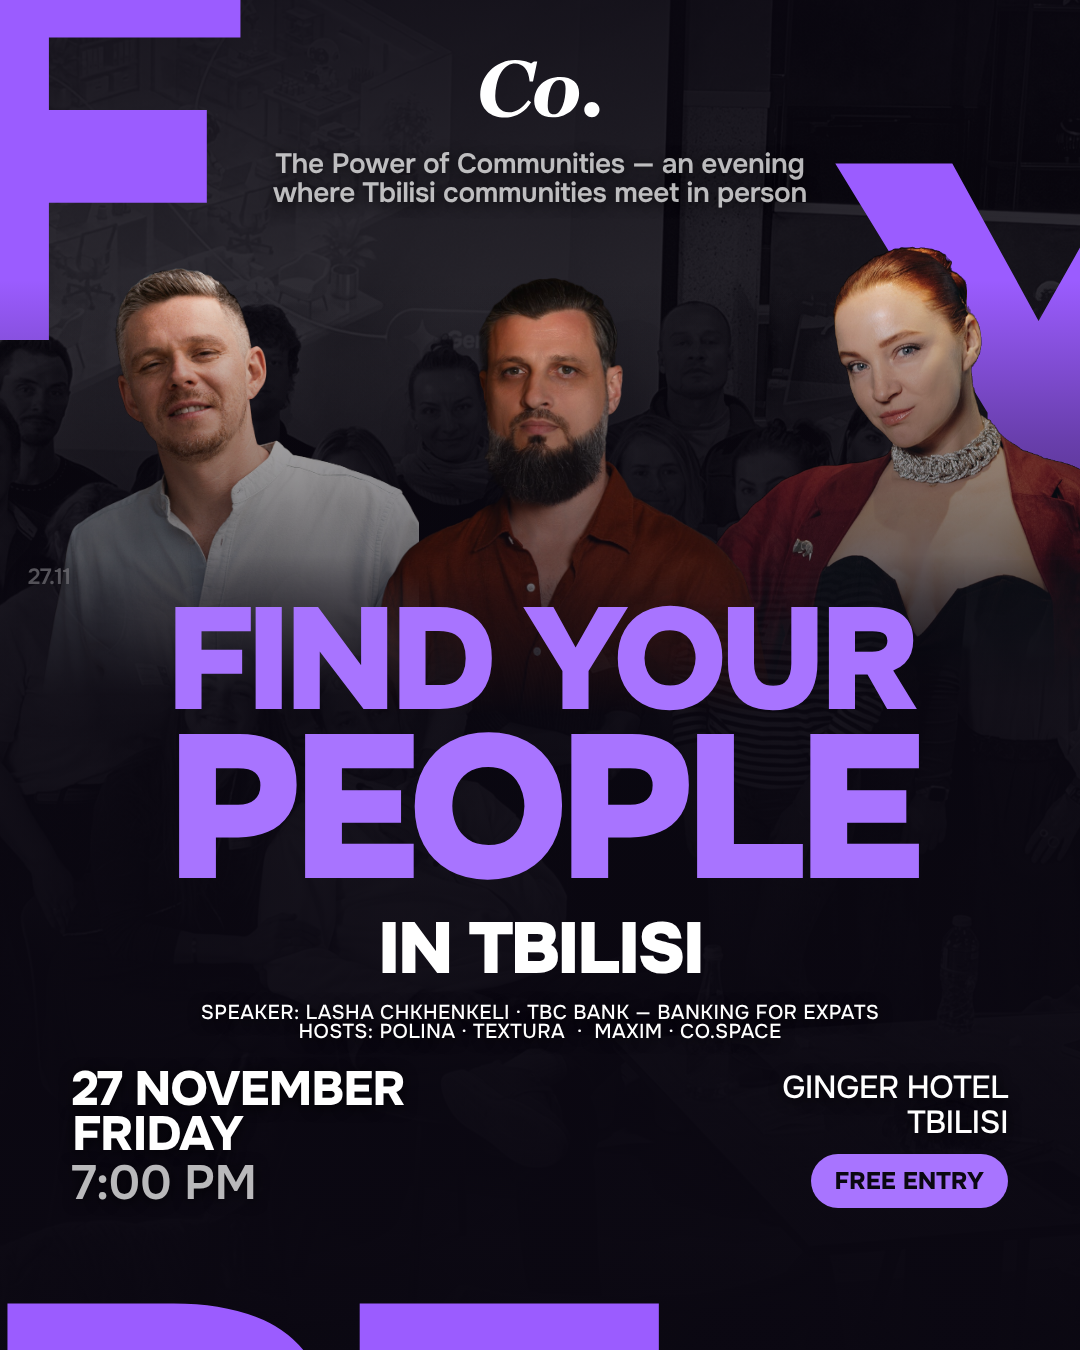 Co.
The Power of Communities — an evening
where Tbilisi communities meet in person
27.11
FIND YOUR
PEOPLE
IN TBILISI
SPEAKER: LASHA CHKHENKELI · TBC BANK — BANKING FOR EXPATS
HOSTS: POLINA · TEXTURA · MAXIM · CO.SPACE
27 NOVEMBER
FRIDAY
7:00 PM
GINGER HOTEL
TBILISI
FREE ENTRY